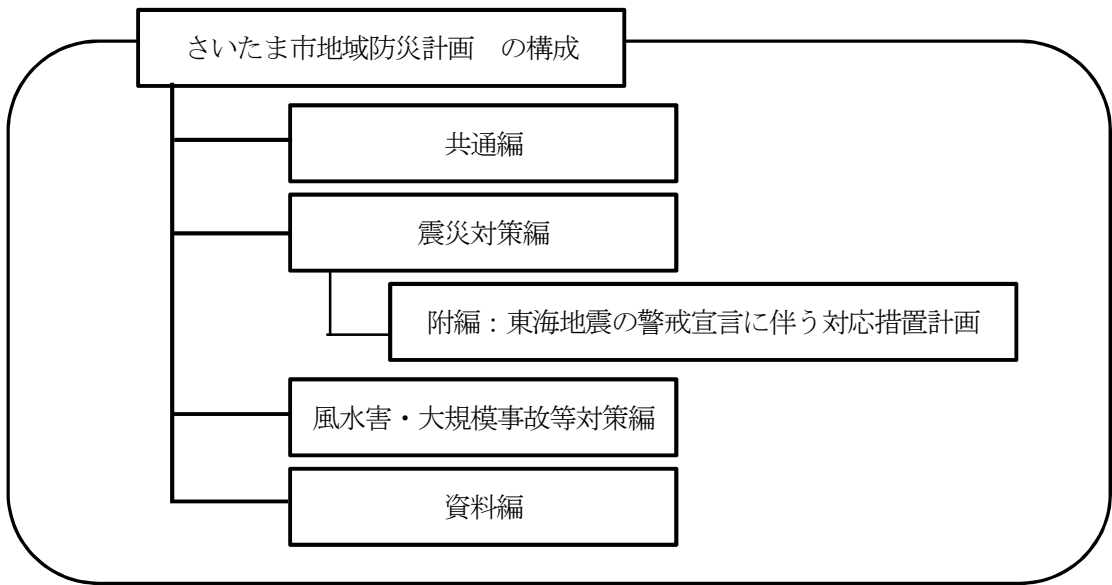 さいたま市地域防災計画　の構成
共通編
震災対策編
附編：東海地震の警戒宣言に伴う対応措置計画
風水害・大規模事故等対策編
資料編